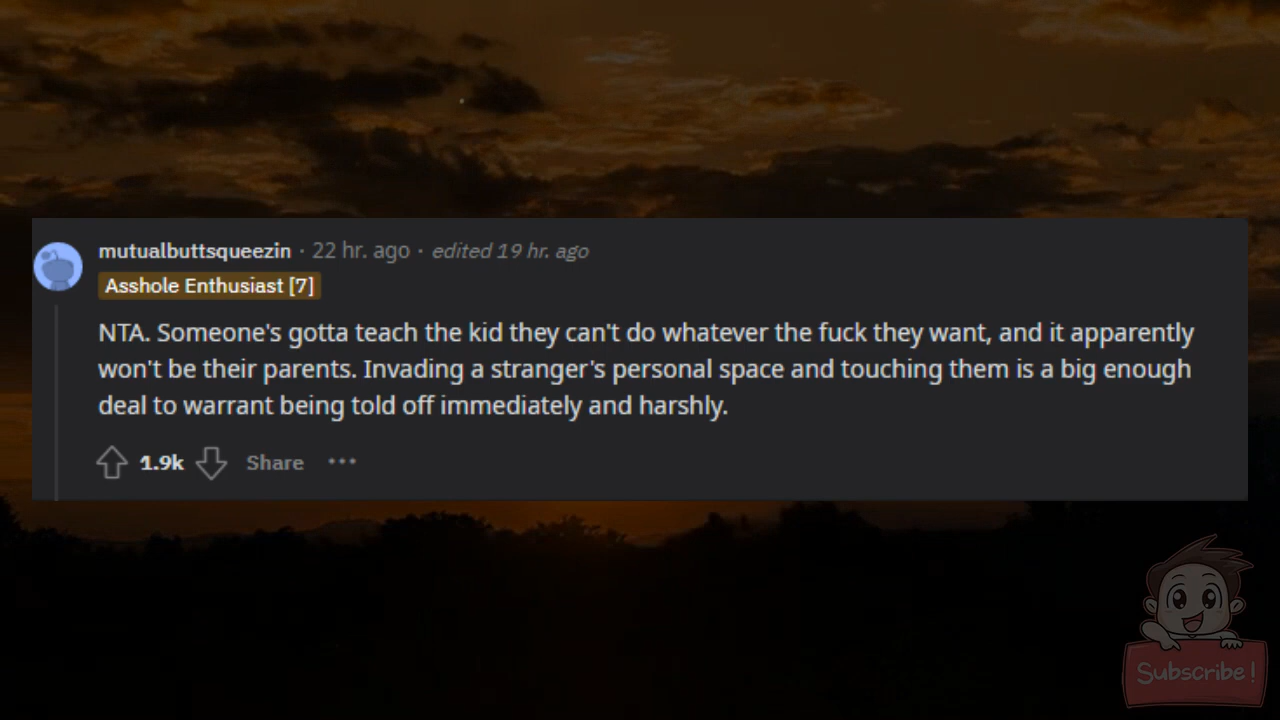 mutualbuttsqueezin · 22 hr. ago · edited 19 hr. ago
Asshole Enthusiast [7]
NTA. Someone's gotta teach the kid they can't do whatever the fuck they want, and it apparently
won't be their parents. Invading a stranger's personal space and touching them is a big enough
deal to warrant being told off immediately and harshly.
1.9k Share ···
Subscribe!